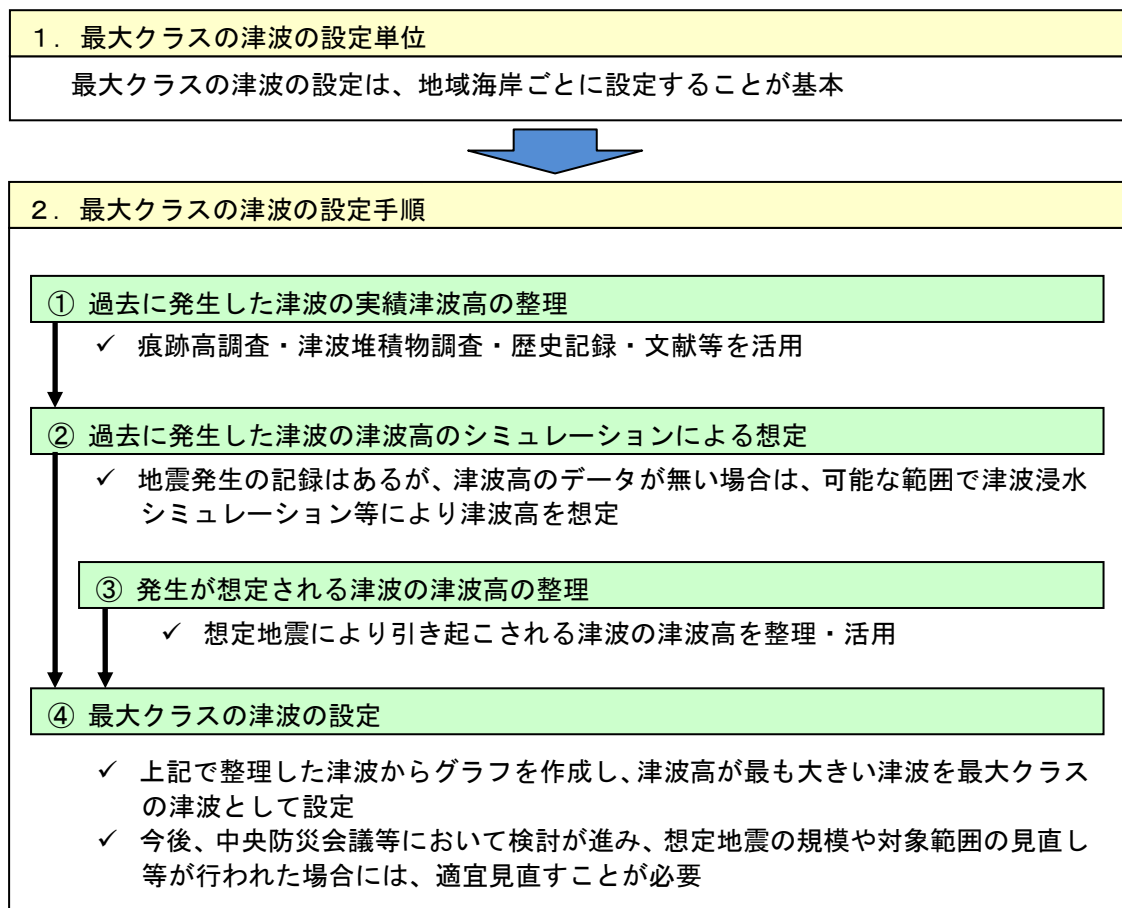 １．最大クラスの津波の設定単位
最大クラスの津波の設定は、地域海岸ごとに設定することが基本
２．最大クラスの津波の設定手順
① 過去に発生した津波の実績津波高の整理
✓ 痕跡高調査・津波堆積物調査・歴史記録・文献等を活用
② 過去に発生した津波の津波高のシミュレーションによる想定
✓ 地震発生の記録はあるが、津波高のデータが無い場合は、可能な範囲で津波浸水
シミュレーション等により津波高を想定
③ 発生が想定される津波の津波高の整理
✓ 想定地震により引き起こされる津波の津波高を整理・活用
④ 最大クラスの津波の設定
✓ 上記で整理した津波からグラフを作成し、津波高が最も大きい津波を最大クラス
の津波として設定
✓ 今後、中央防災会議等において検討が進み、想定地震の規模や対象範囲の見直し
等が行われた場合には、適宜見直すことが必要